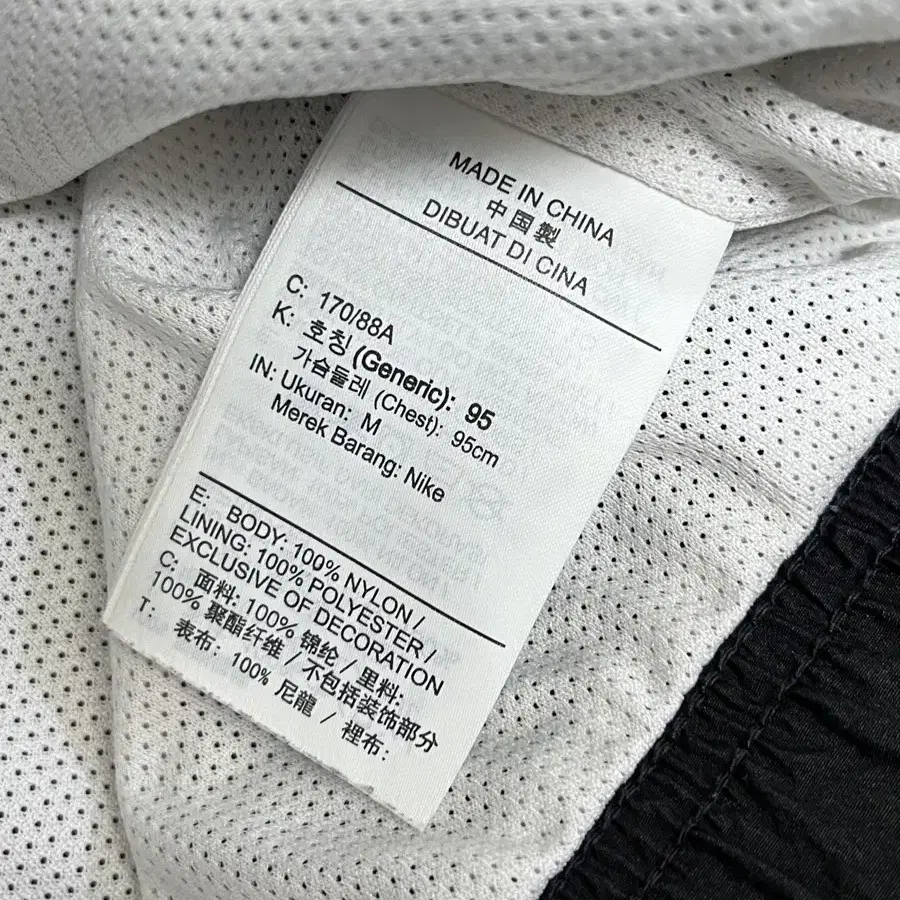 MADE IN CHINA
中国製
DIBUAT DI CINA
C: 170/88A
K: 호칭 (Generic): 95
가슴둘레 (Chest): 95cm
IN: Ukuran: M
Merek Barang: Nike
E: BODY: 100% NYLON /
LINING: 100% POLYESTER /
EXCLUSIVE OF DECORATION
C: 面料: 100% 锦纶 / 里料:
100% 聚酯纤维 / 不包括装饰部分
T: 表布: 100% 尼龍 / 裡布: